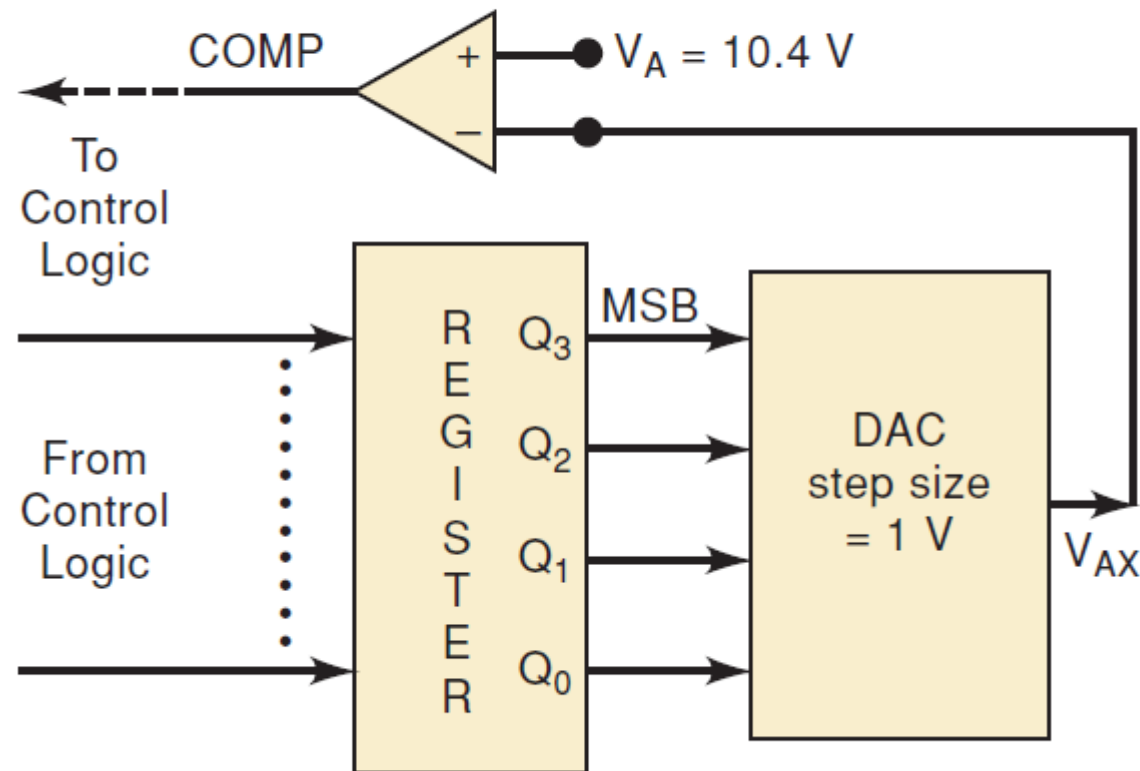 COMP
+
V_A = 10.4 V
−
To
Control
Logic
From
Control
Logic
R
E
G
I
S
T
E
R
Q_3
Q_2
Q_1
Q_0
MSB
DAC
step size
= 1 V
V_AX